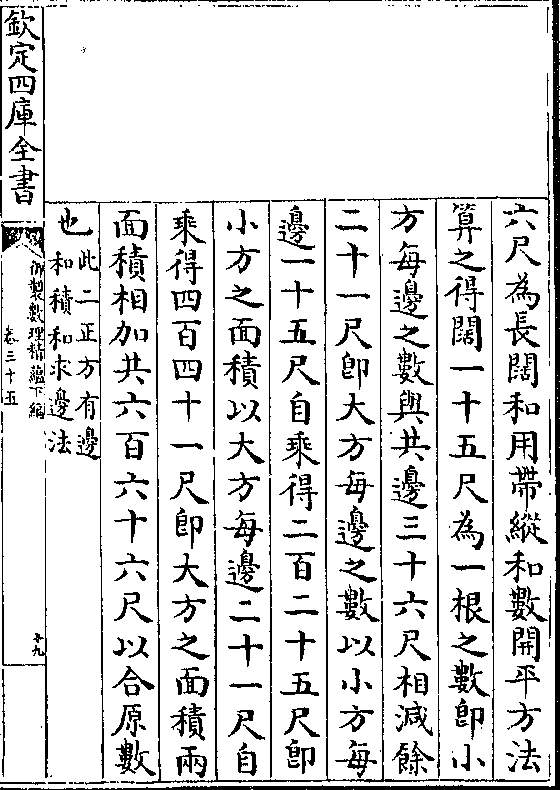 六尺為長闊和用帶縱和數開平方法
算之得闊一十五尺為一根之數即小
方每邊之數與共邊三十六尺相減餘
二十一尺即大方每邊之數以小方每
邊一十五尺自乘得二百二十五尺即
小方之面積以大方每邊二十一尺自
乘得四百四十一尺即大方之面積兩
面積相加共六百六十六尺以合原數
也此二正方有邊
和積和求邊法
欽定四庫全書
御製數理精蘊下編
卷三十五
十九